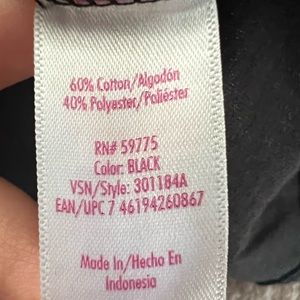 60% Cotton/Algodón
40% Polyester/Poliéster
RN# 59775
Color: BLACK
VSN/Style: 301184A
EAN/UPC 7 46194260867
Made In/Hecho En
Indonesia